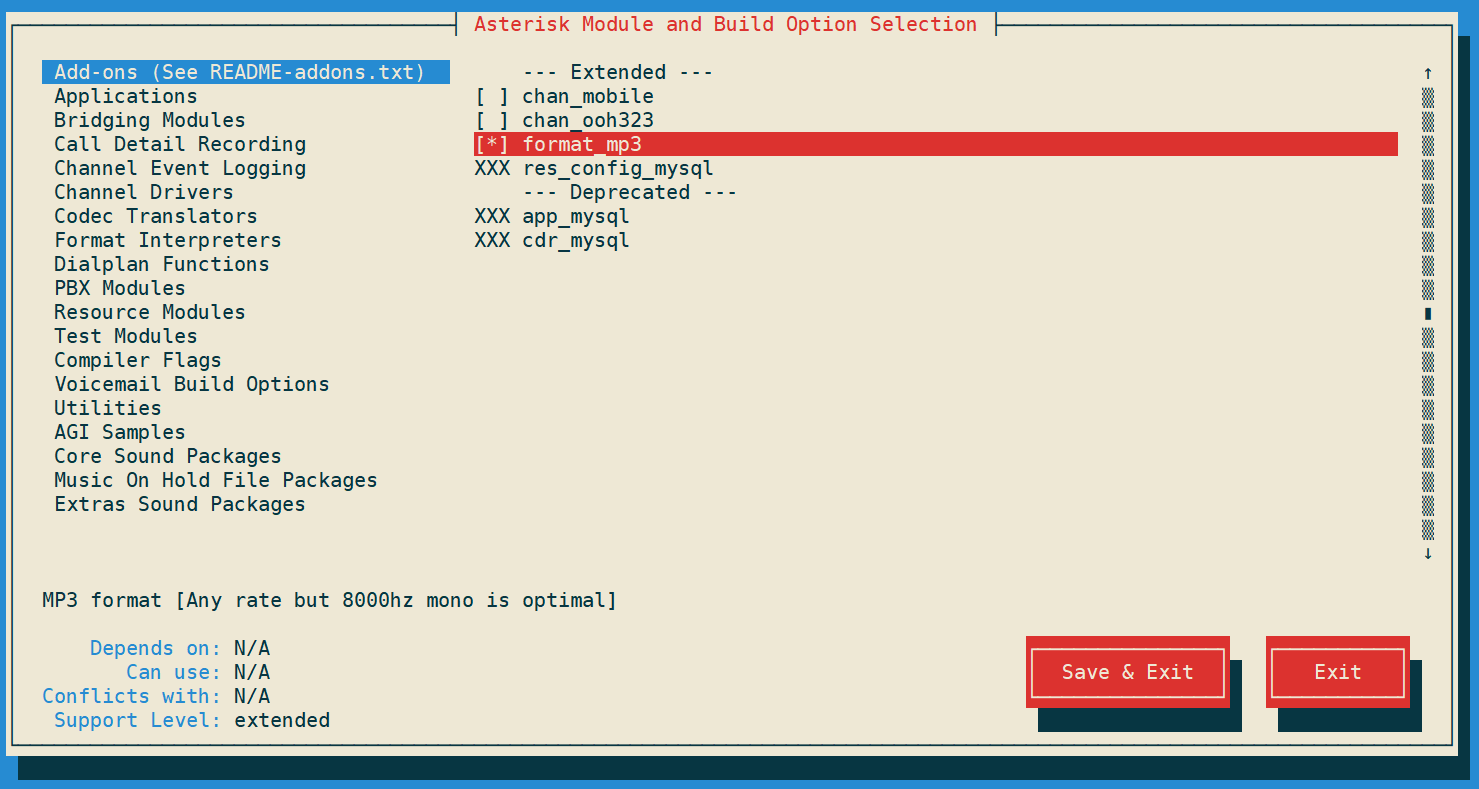 Asterisk Module and Build Option Selection
Add-ons (See README-addons.txt) --- Extended ---
Applications [ ] chan_mobile
Bridging Modules [ ] chan_ooh323
Call Detail Recording [*] format_mp3
Channel Event Logging XXX res_config_mysql
Channel Drivers --- Deprecated ---
Codec Translators XXX app_mysql
Format Interpreters XXX cdr_mysql
Dialplan Functions
PBX Modules
Resource Modules
Test Modules
Compiler Flags
Voicemail Build Options
Utilities
AGI Samples
Core Sound Packages
Music On Hold File Packages
Extras Sound Packages
MP3 format [Any rate but 8000hz mono is optimal]
Depends on: N/A
Can use: N/A
Conflicts with: N/A
Support Level: extended
Save & Exit
Exit